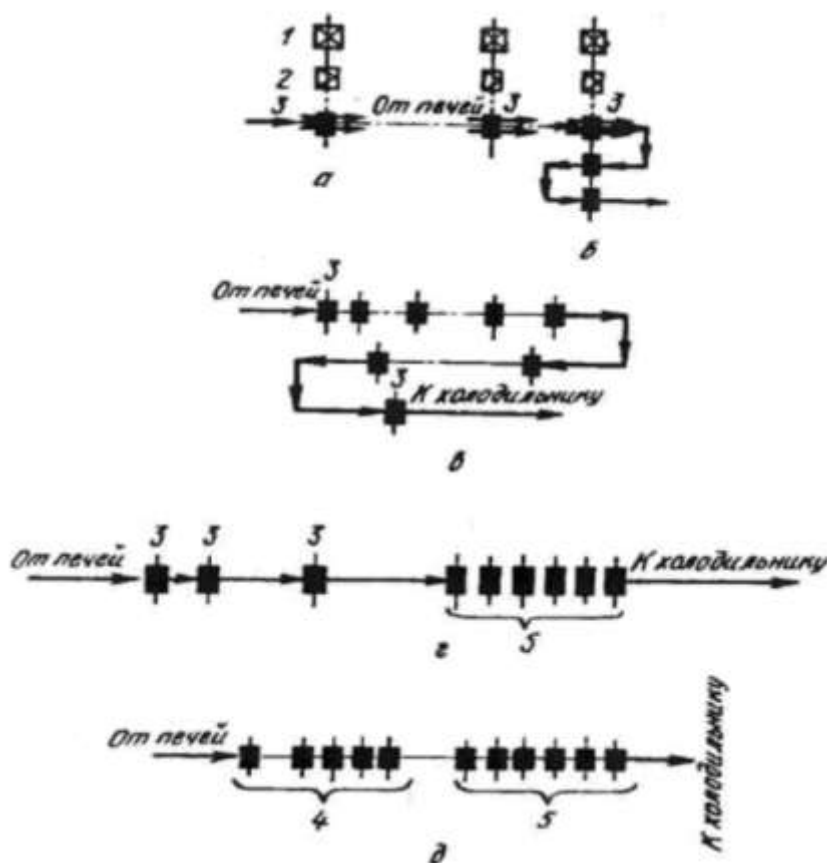 1
2
3 От печей 3 3
а
б
3
От печей
3
К холодильнику
в
3 3 3
От печей К холодильнику
5
г
От печей
К холодильнику
4 5
д